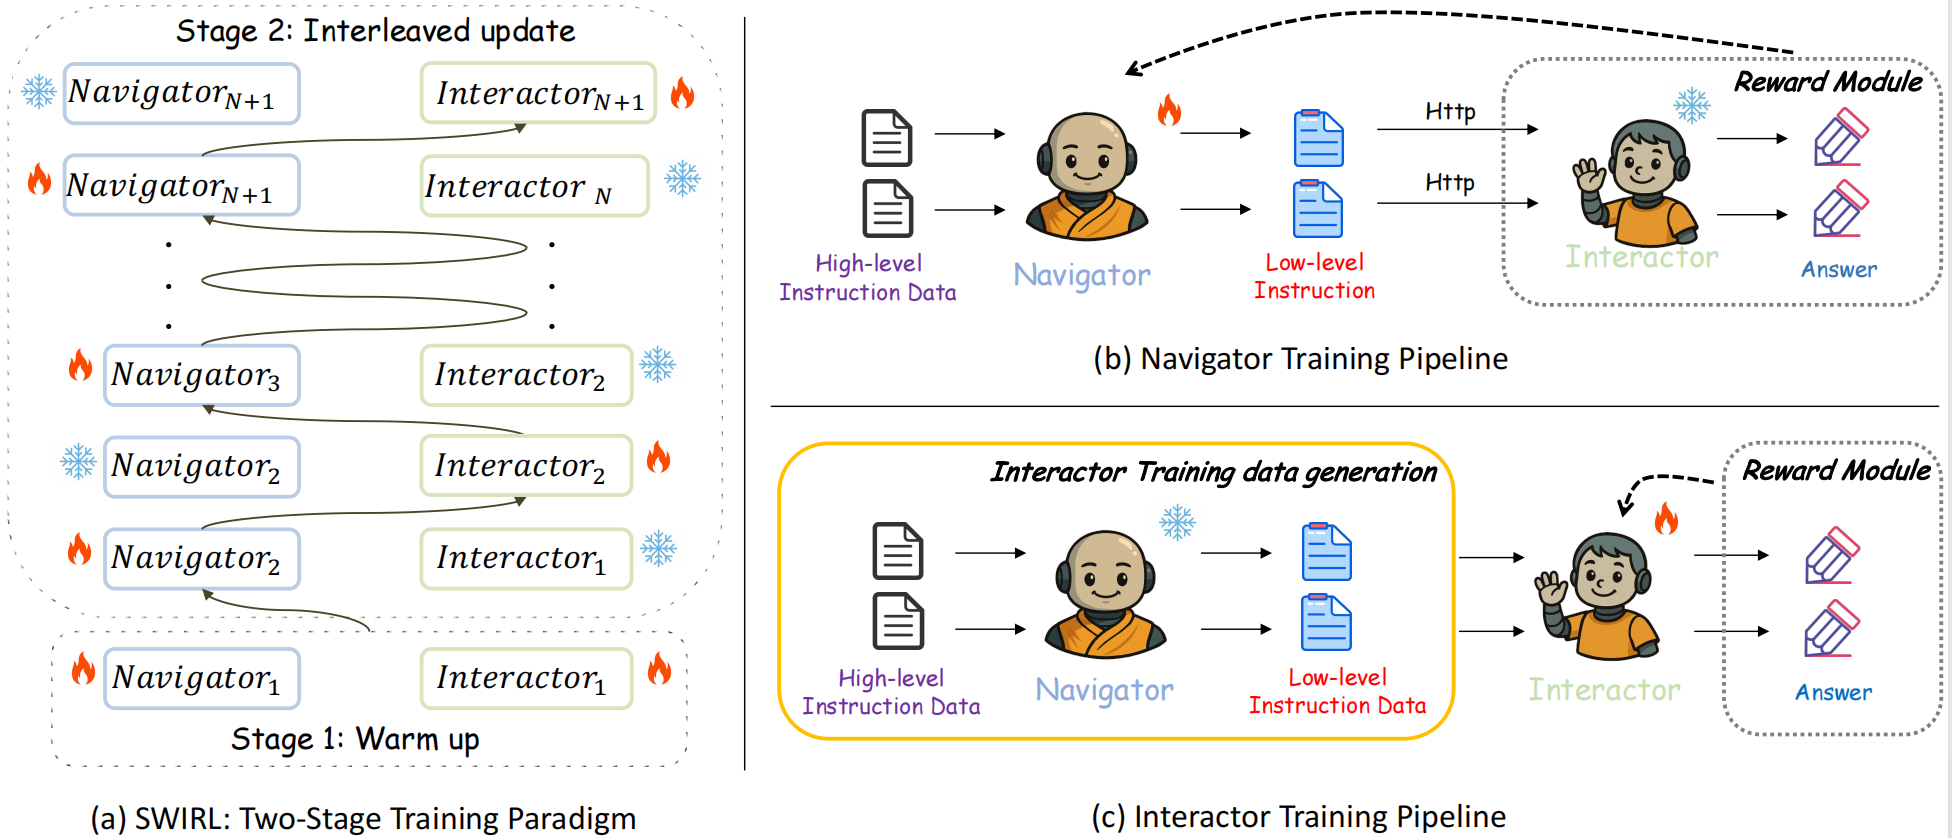 Stage 2: Interleaved update
Navigator_{N+1}
Interactor_{N+1}
Navigator_{N+1}
Interactor_N
Navigator_3
Interactor_2
Navigator_2
Interactor_2
Navigator_2
Interactor_1
Navigator_1
Interactor_1
Stage 1: Warm up
(a) SWIRL: Two-Stage Training Paradigm
Reward Module
Http
Http
High-level
Instruction Data
Navigator
Low-level
Instruction
Interactor
Answer
(b) Navigator Training Pipeline
Interactor Training data generation
Reward Module
High-level
Instruction Data
Navigator
Low-level
Instruction Data
Interactor
Answer
(c) Interactor Training Pipeline